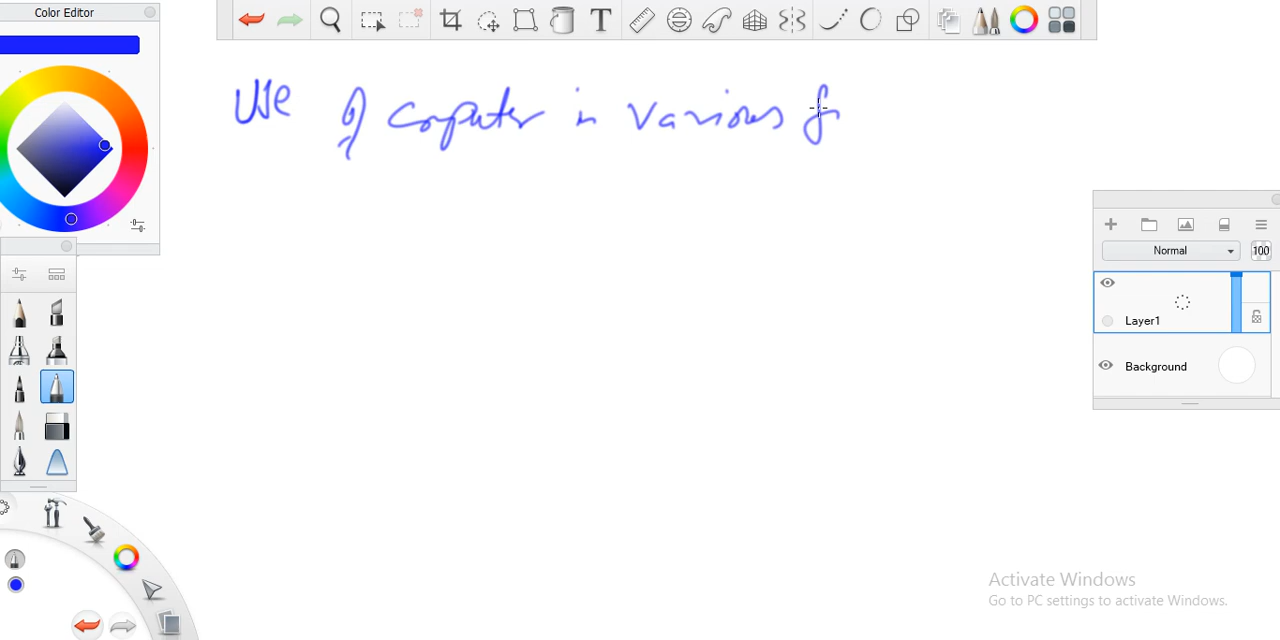 Color Editor
Use of coputer in various
Normal
100
Layer1
Background
Activate Windows
Go to PC settings to activate Windows.